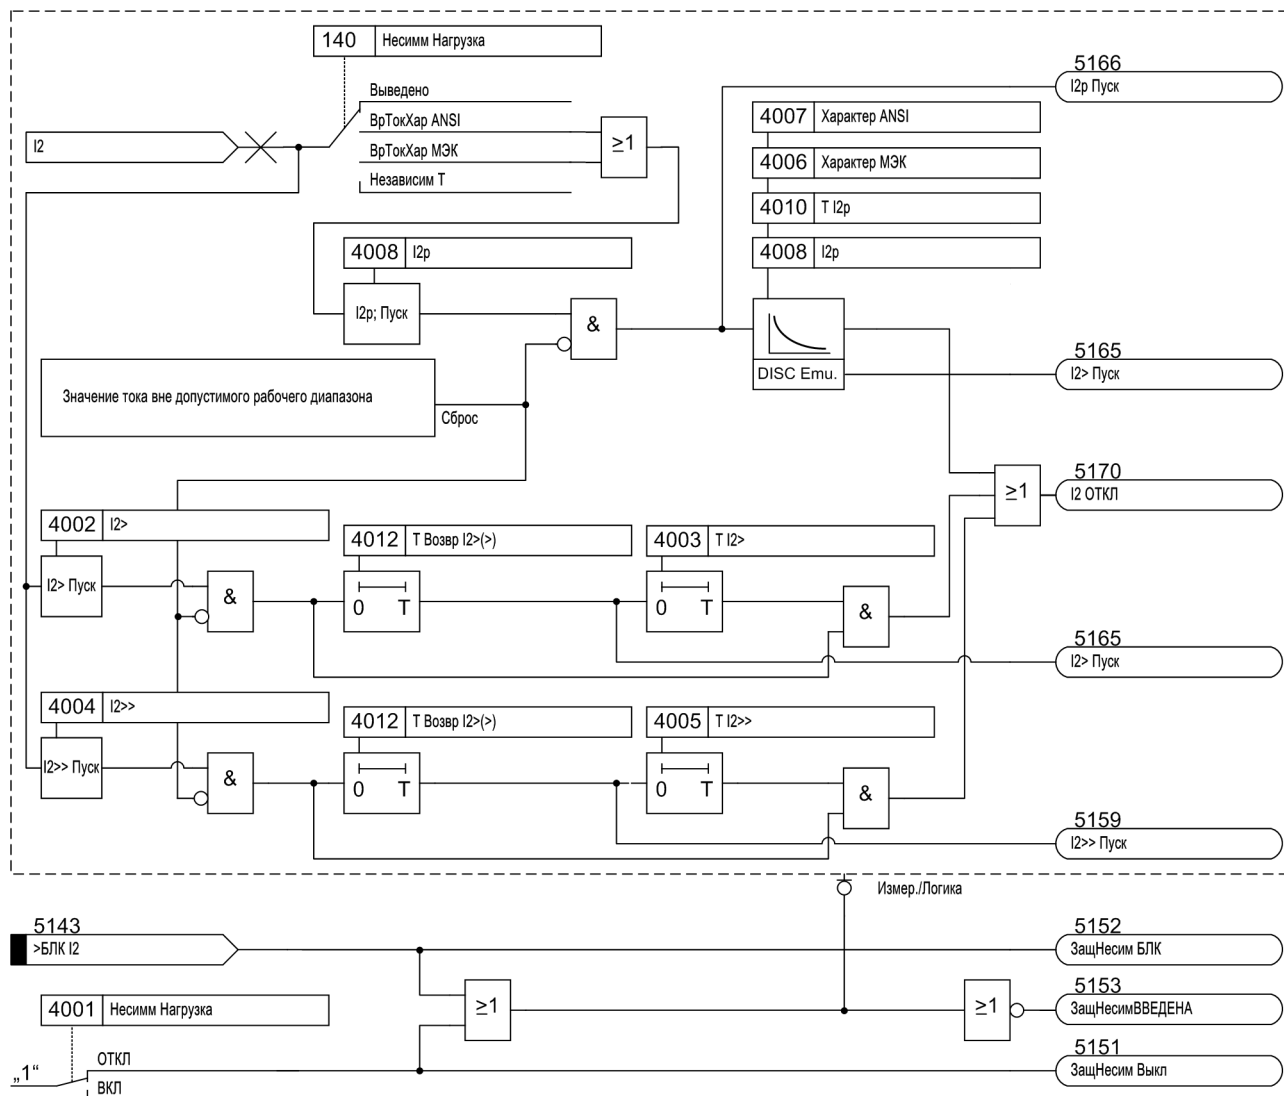 140 Несимм Нагрузка
5166
I2p Пуск
Выведено
4007 Характер ANSI
ВрТокХар ANSI
I2
≥1
ВрТокХар МЭК
4006 Характер МЭК
Независим Т
4010 T I2p
4008 I2p
4008 I2p
I2p; Пуск
&
5165
I2> Пуск
DISC Emu.
Значение тока вне допустимого рабочего диапазона
Сброс
5170
I2 ОТКЛ
≥1
4002 I2>
4012 Т Возвр I2>(>)
4003 T I2>
I2> Пуск
&
0 T
0 T
&
5165
I2> Пуск
4004 I2>>
4012 Т Возвр I2>(>)
4005 T I2>>
I2>> Пуск
&
0 T
0 T
&
5159
I2>> Пуск
Измер./Логика
5143
>БЛК I2
5152
ЗащНесим БЛК
4001 Несимм Нагрузка
≥1
≥1
5153
ЗащНесимВВЕДЕНА
„1“
ОТКЛ
ВКЛ
5151
ЗащНесим Выкл